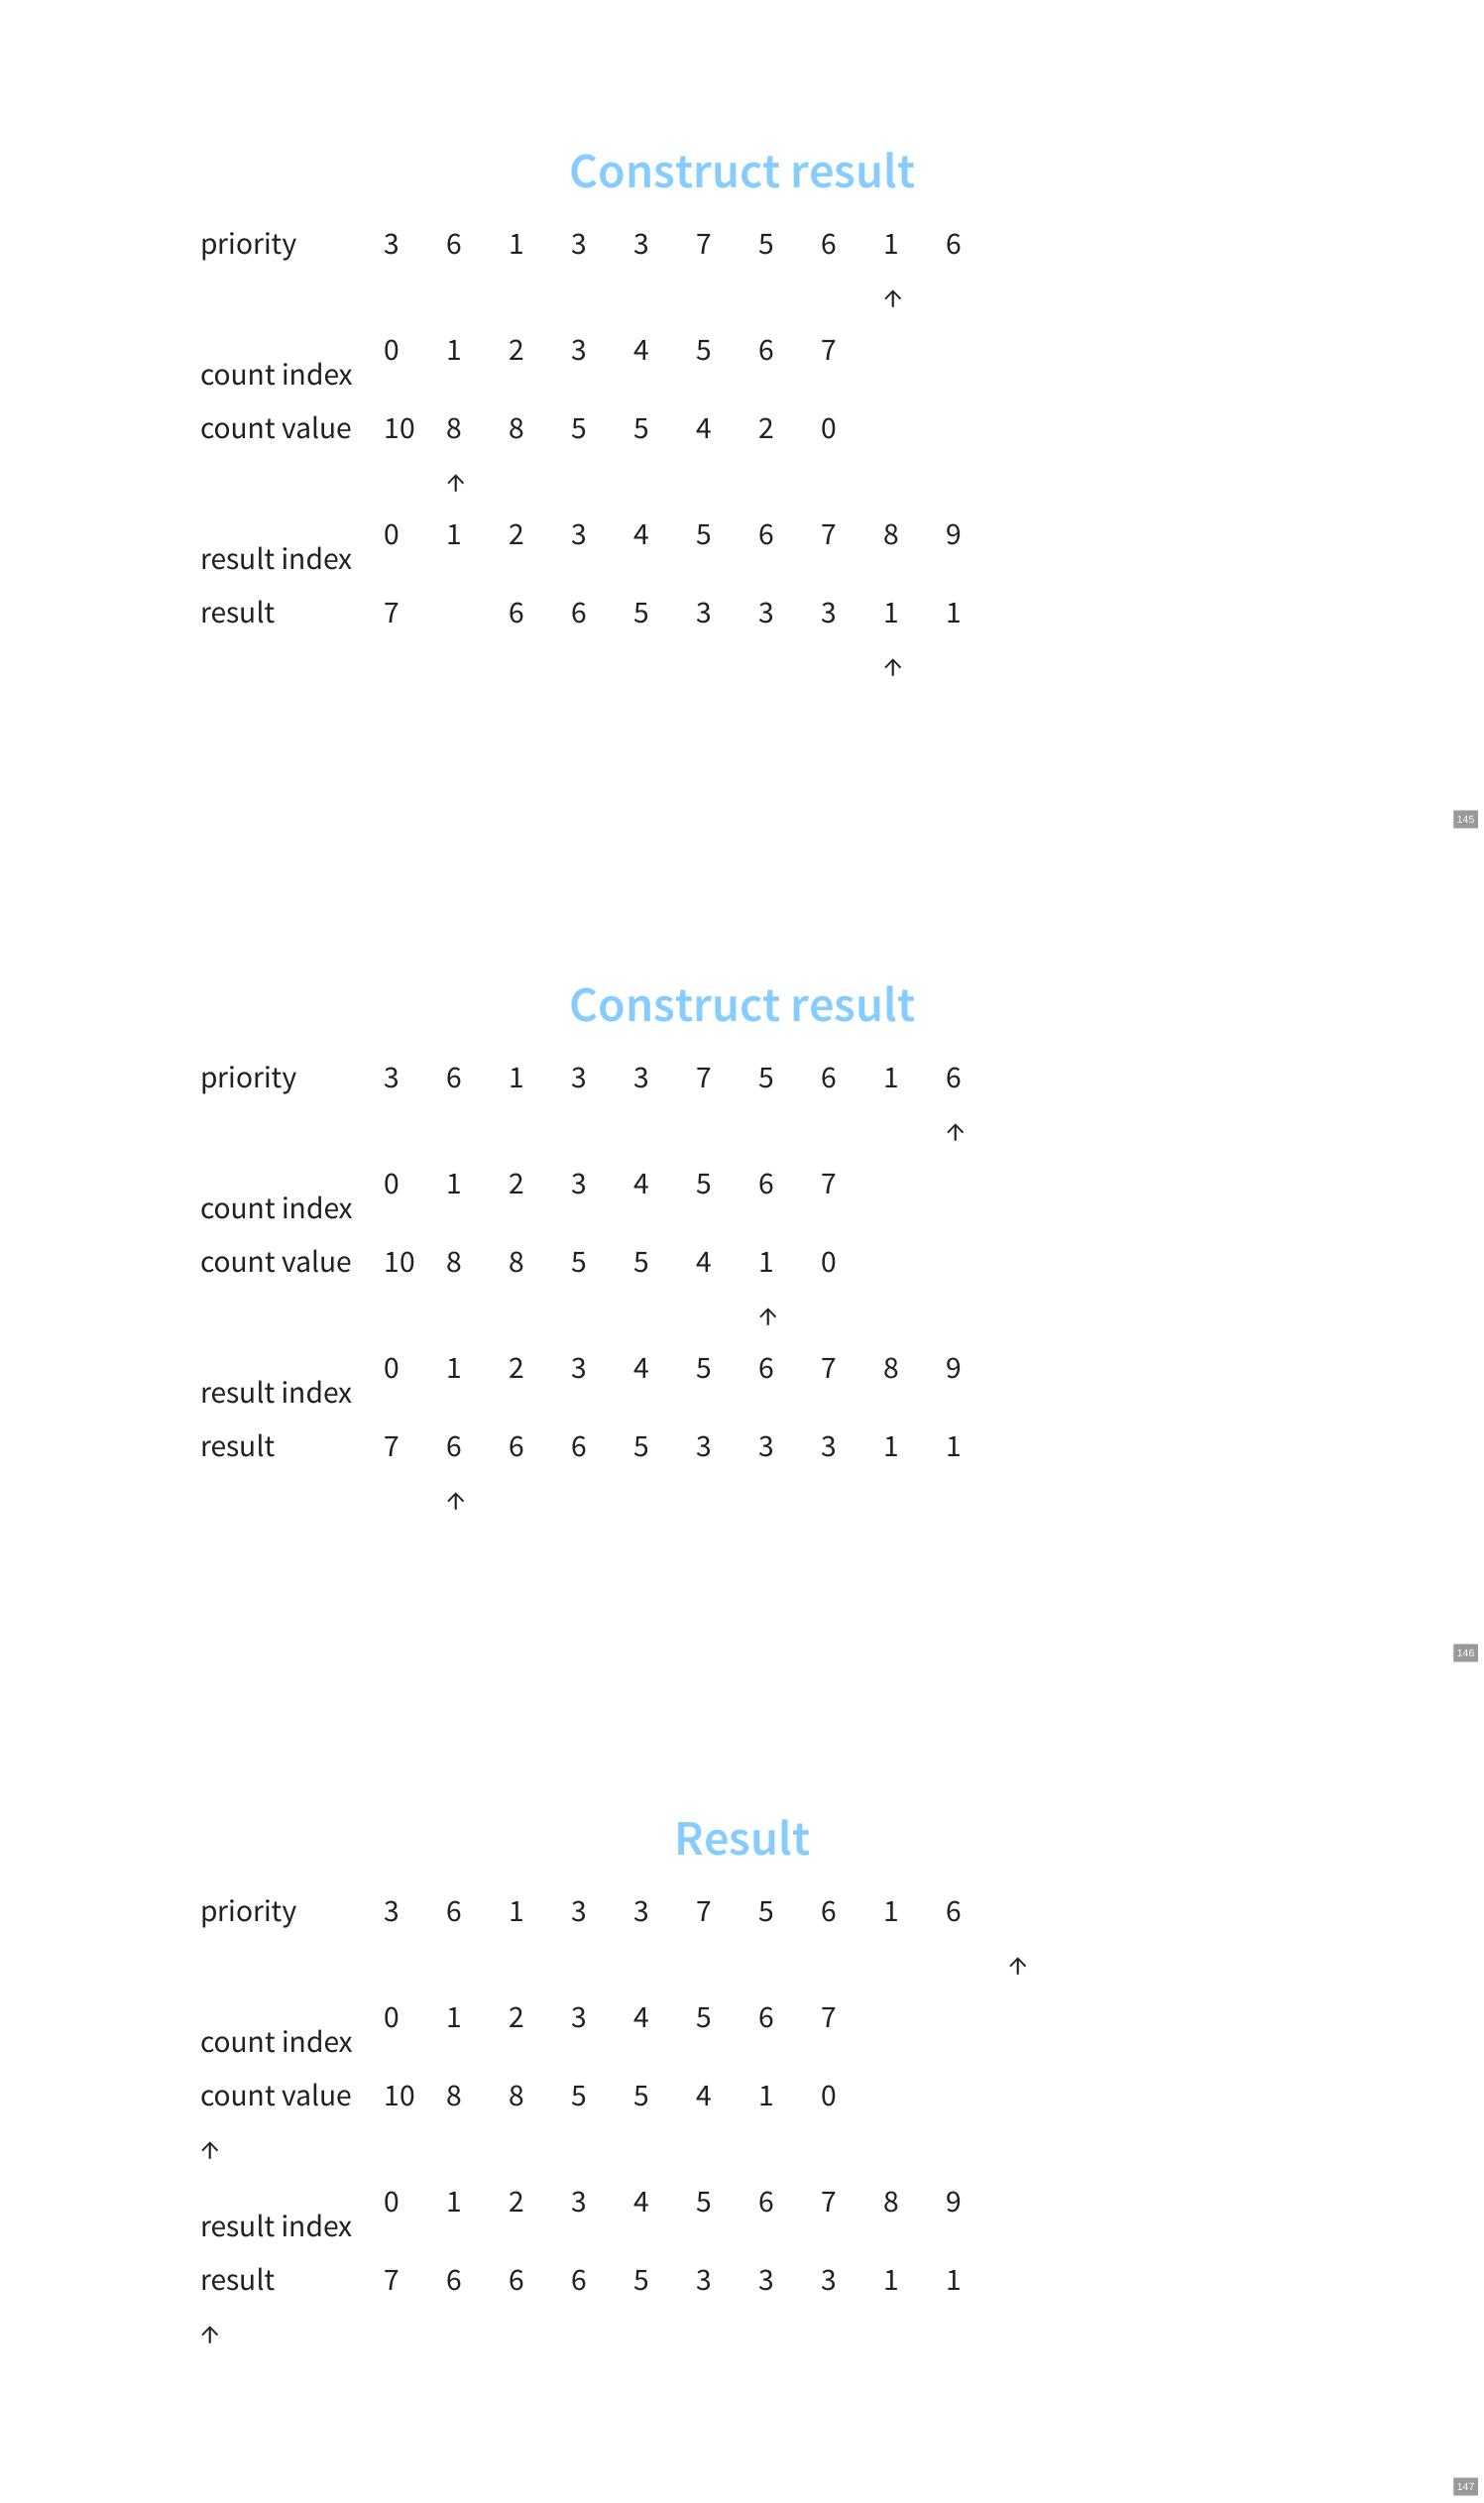 Construct result
priority 3 6 1 3 3 7 5 6 1 6
↑
0 1 2 3 4 5 6 7
count index
count value 10 8 8 5 5 4 2 0
↑
0 1 2 3 4 5 6 7 8 9
result index
result 7 6 6 5 3 3 3 1 1
↑
145
Construct result
priority 3 6 1 3 3 7 5 6 1 6
↑
0 1 2 3 4 5 6 7
count index
count value 10 8 8 5 5 4 1 0
↑
0 1 2 3 4 5 6 7 8 9
result index
result 7 6 6 6 5 3 3 3 1 1
↑
146
Result
priority 3 6 1 3 3 7 5 6 1 6
↑
0 1 2 3 4 5 6 7
count index
count value 10 8 8 5 5 4 1 0
↑
0 1 2 3 4 5 6 7 8 9
result index
result 7 6 6 6 5 3 3 3 1 1
↑
147